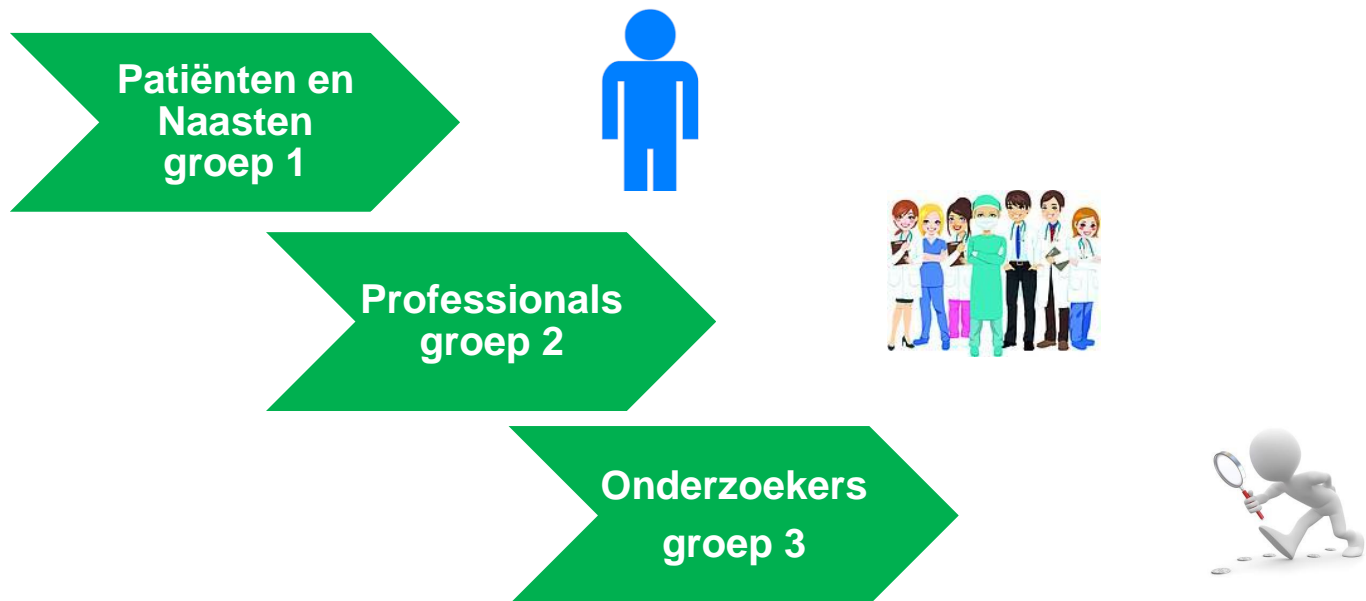 Patiënten en
Naasten
groep 1
Professionals
groep 2
Onderzoekers
groep 3